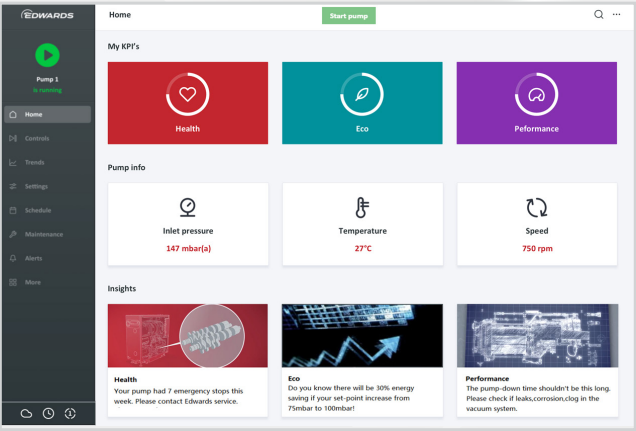 EDWARDS
Home
Start pump
Pump 1
is running
Home
Controls
Trends
Settings
Schedule
Maintenance
Alerts
More
My KPI's
Health
Eco
Peformance
Pump info
Inlet pressure
147 mbar(a)
Temperature
27°C
Speed
750 rpm
Insights
Health
Your pump had 7 emergency stops this
week. Please contact Edwards service.
Eco
Do you know there will be 30% energy
saving if your set-point increase from
75mbar to 100mbar!
Performance
The pump-down time shouldn't be this long.
Please check if leaks,corrosion,clog in the
vacuum system.